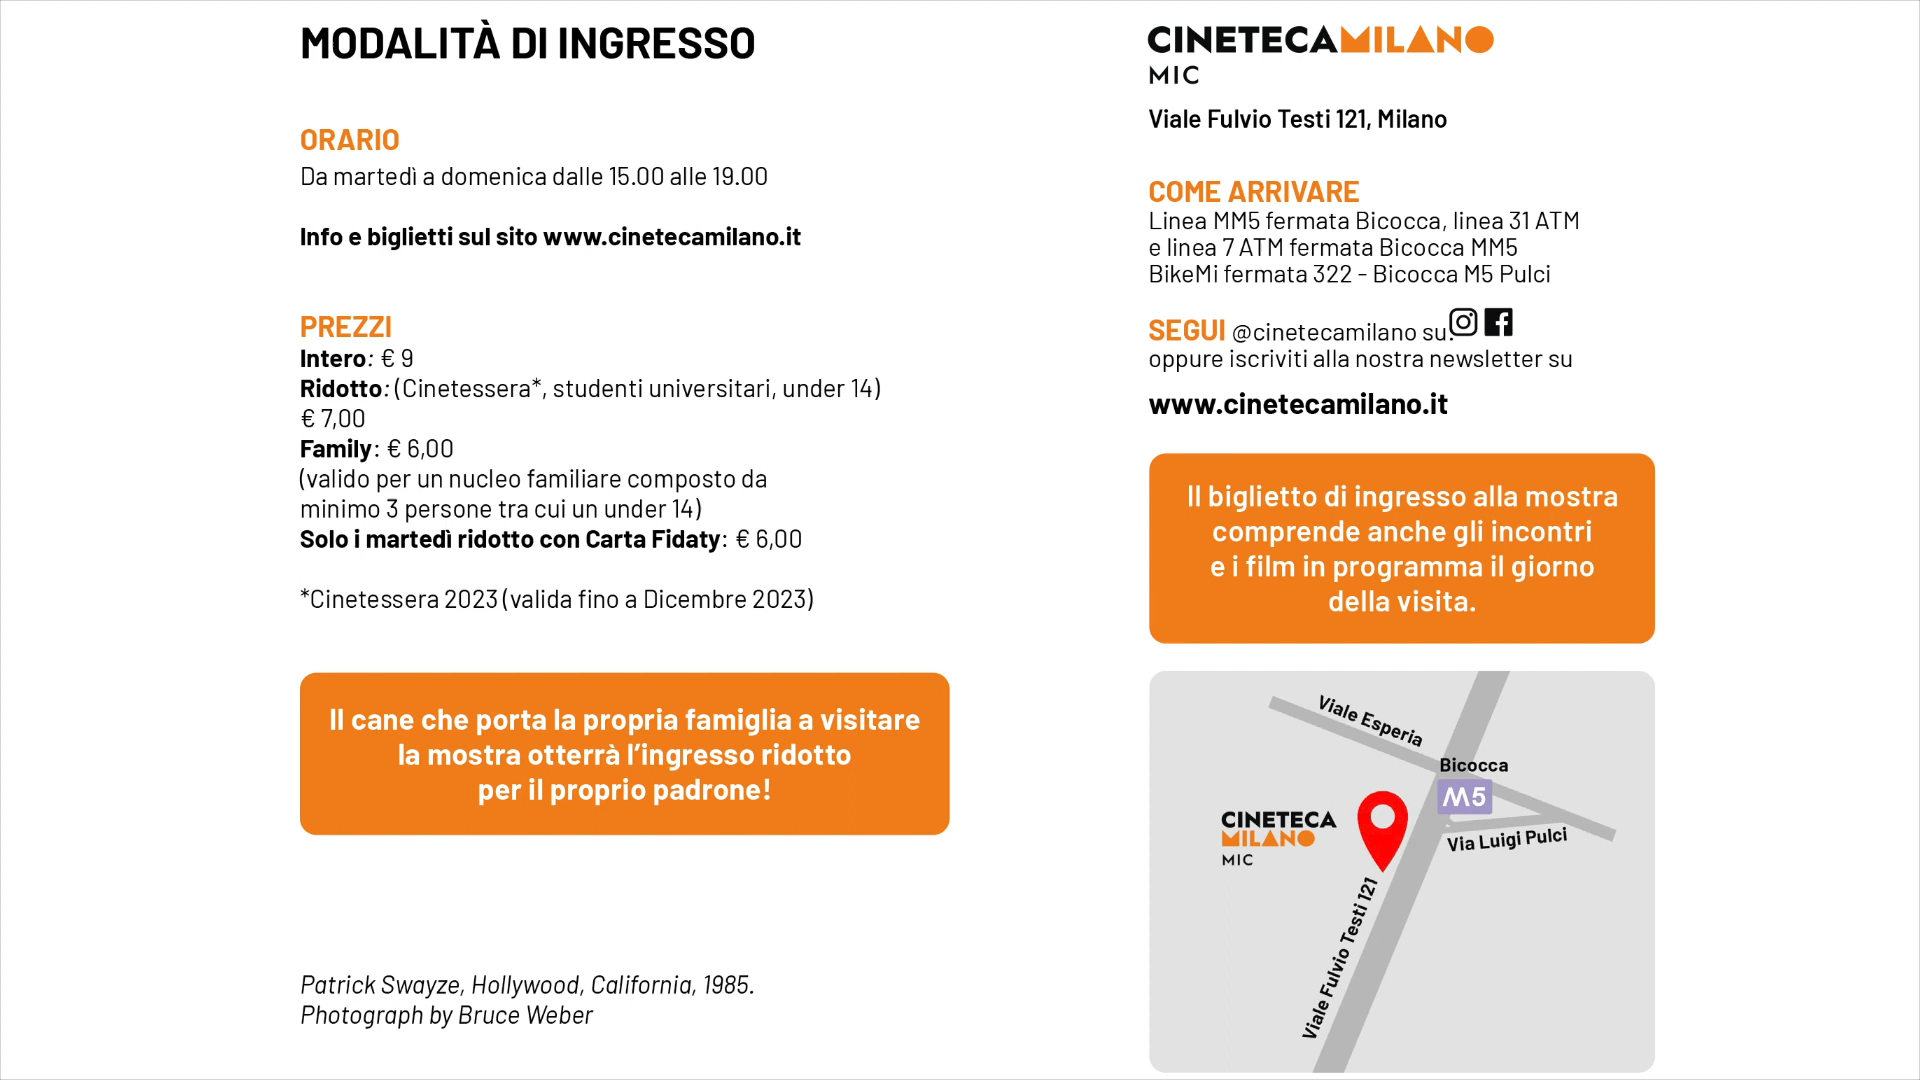 MODALITÀ DI INGRESSO
ORARIO
Da martedì a domenica dalle 15.00 alle 19.00
Info e biglietti sul sito www.cinetecamilano.it
PREZZI
Intero: € 9
Ridotto: (Cinetessera*, studenti universitari, under 14)
€ 7,00
Family: € 6,00
(valido per un nucleo familiare composto da
minimo 3 persone tra cui un under 14)
Solo i martedì ridotto con Carta Fidaty: € 6,00
*Cinetessera 2023 (valida fino a Dicembre 2023)
Il cane che porta la propria famiglia a visitare
la mostra otterrà l’ingresso ridotto
per il proprio padrone!
Patrick Swayze, Hollywood, California, 1985.
Photograph by Bruce Weber
CINETECAMILANO
MIC
Viale Fulvio Testi 121, Milano
COME ARRIVARE
Linea MM5 fermata Bicocca, linea 31 ATM
e linea 7 ATM fermata Bicocca MM5
BikeMi fermata 322 - Bicocca M5 Pulci
SEGUI @cinetecamilano su:
oppure iscriviti alla nostra newsletter su
www.cinetecamilano.it
Il biglietto di ingresso alla mostra
comprende anche gli incontri
e i film in programma il giorno
della visita.
Viale Esperia
Bicocca
M5
CINETECA
MILANO
MIC
Via Luigi Pulci
Viale Fulvio Testi 121